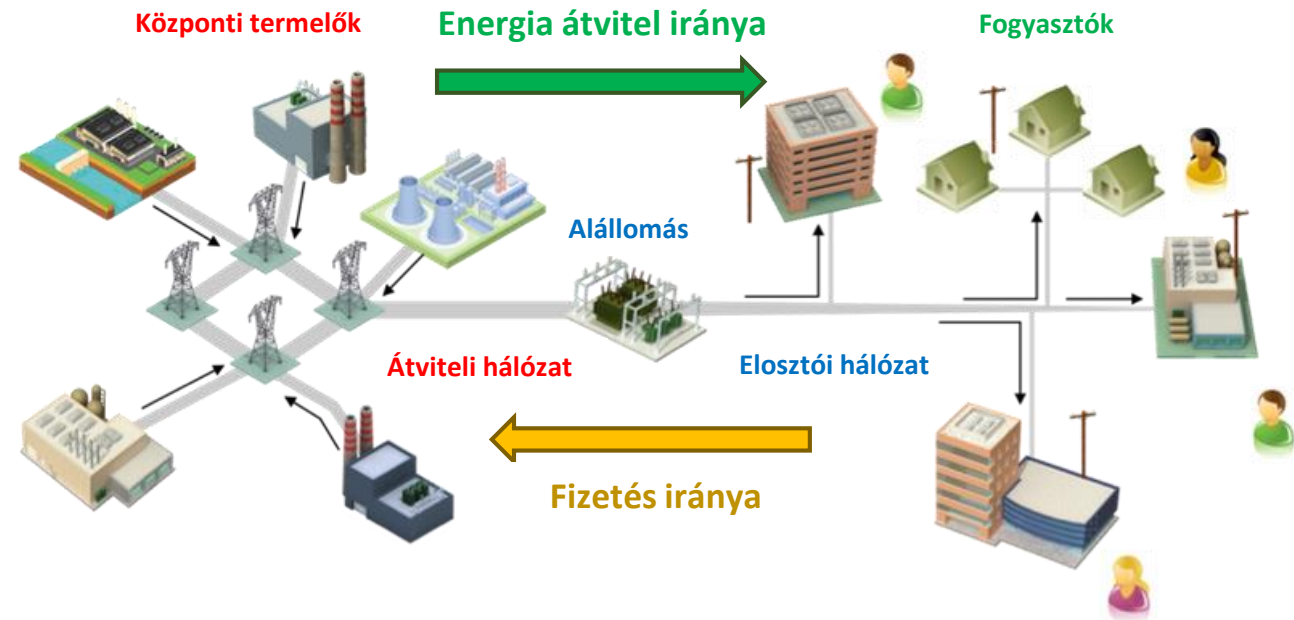 Központi termelők
Energia átvitel iránya
Fogyasztók
Alállomás
Átviteli hálózat
Elosztói hálózat
Fizetés iránya